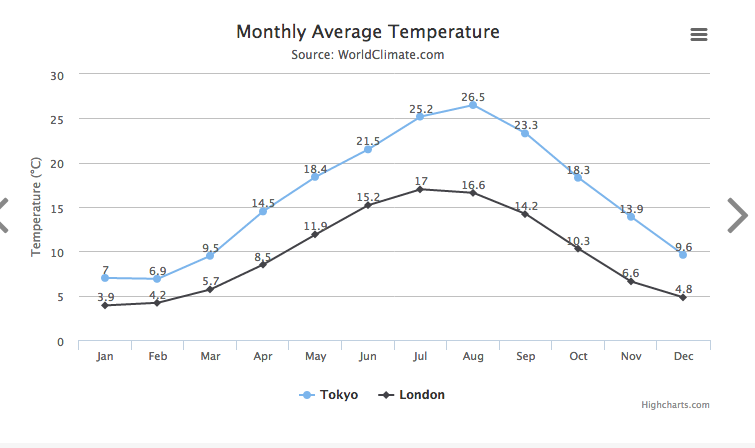 Monthly Average Temperature
Source: WorldClimate.com
Temperature (°C)
30
25
20
15
10
5
0
7 6.9 9.5 14.5 18.4 21.5 25.2 26.5 23.3 18.3 13.9 9.6
3.9 4.2 5.7 8.5 11.9 15.2 17 16.6 14.2 10.3 6.6 4.8
Jan Feb Mar Apr May Jun Jul Aug Sep Oct Nov Dec
Tokyo London
Highcharts.com